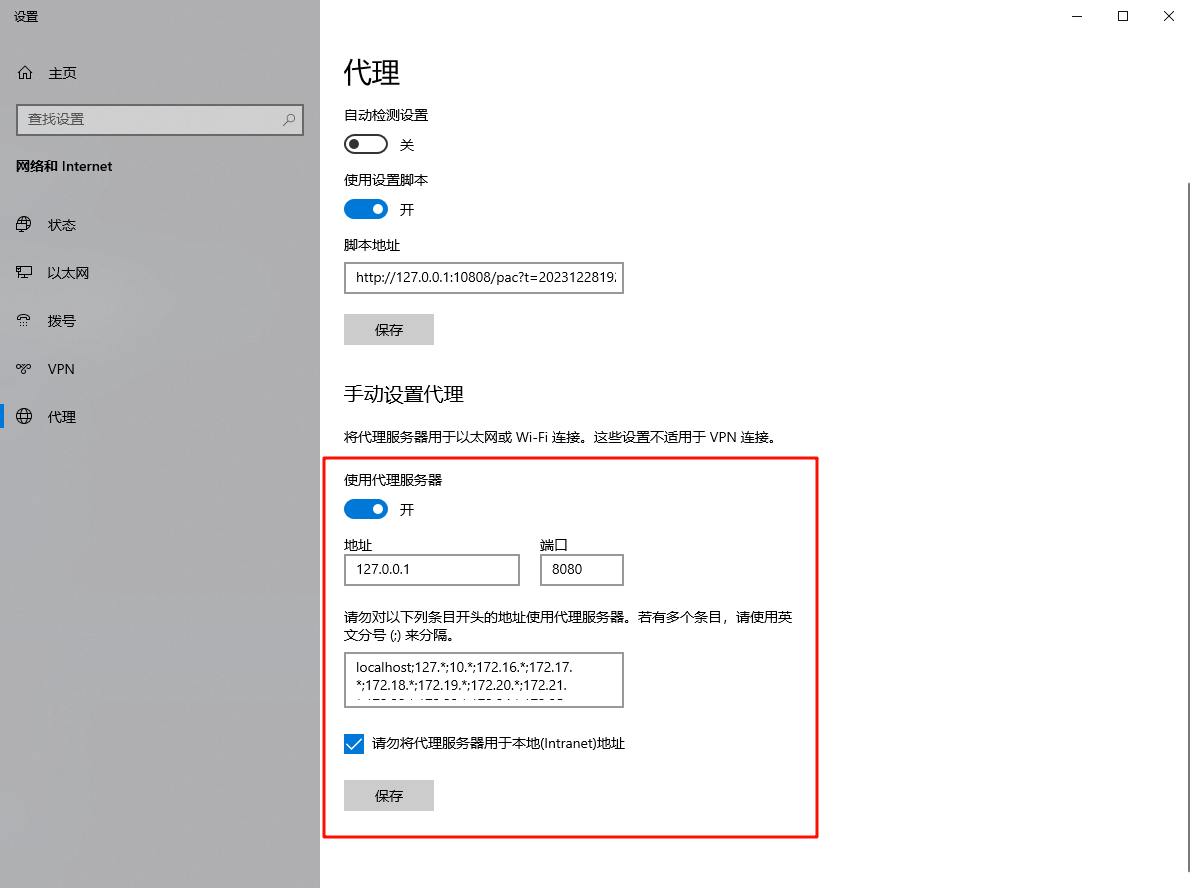 设置
主页
查找设置
网络和 Internet
状态
以太网
拨号
VPN
代理
代理
自动检测设置
关
使用设置脚本
开
脚本地址
http://127.0.0.1:10808/pac?t=2023122819
保存
手动设置代理
将代理服务器用于以太网或 Wi-Fi 连接。这些设置不适用于 VPN 连接。
使用代理服务器
开
地址
端口
127.0.0.1
8080
请勿对以下列条目开头的地址使用代理服务器。若有多个条目，请使用英
文分号 (;) 来分隔。
localhost;127.*;10.*;172.16.*;172.17.
*;172.18.*;172.19.*;172.20.*;172.21.
请勿将代理服务器用于本地(Intranet)地址
保存